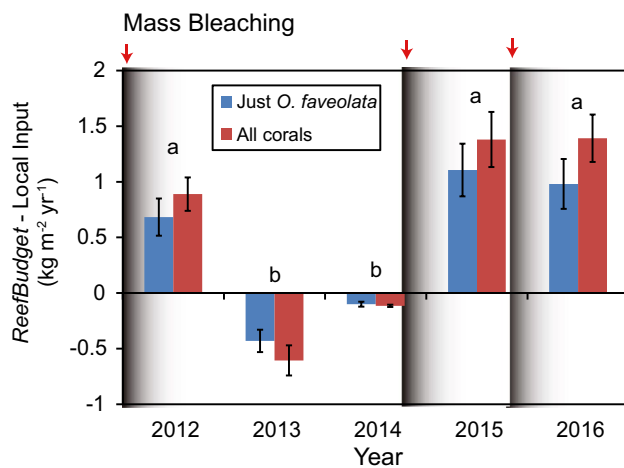 Mass Bleaching
ReefBudget - Local Input
(kg m⁻² yr⁻¹)
2
1.5
1
0.5
0
-0.5
-1
Just O. faveolata
All corals
a
b
b
a
a
2012 2013 2014 2015 2016
Year